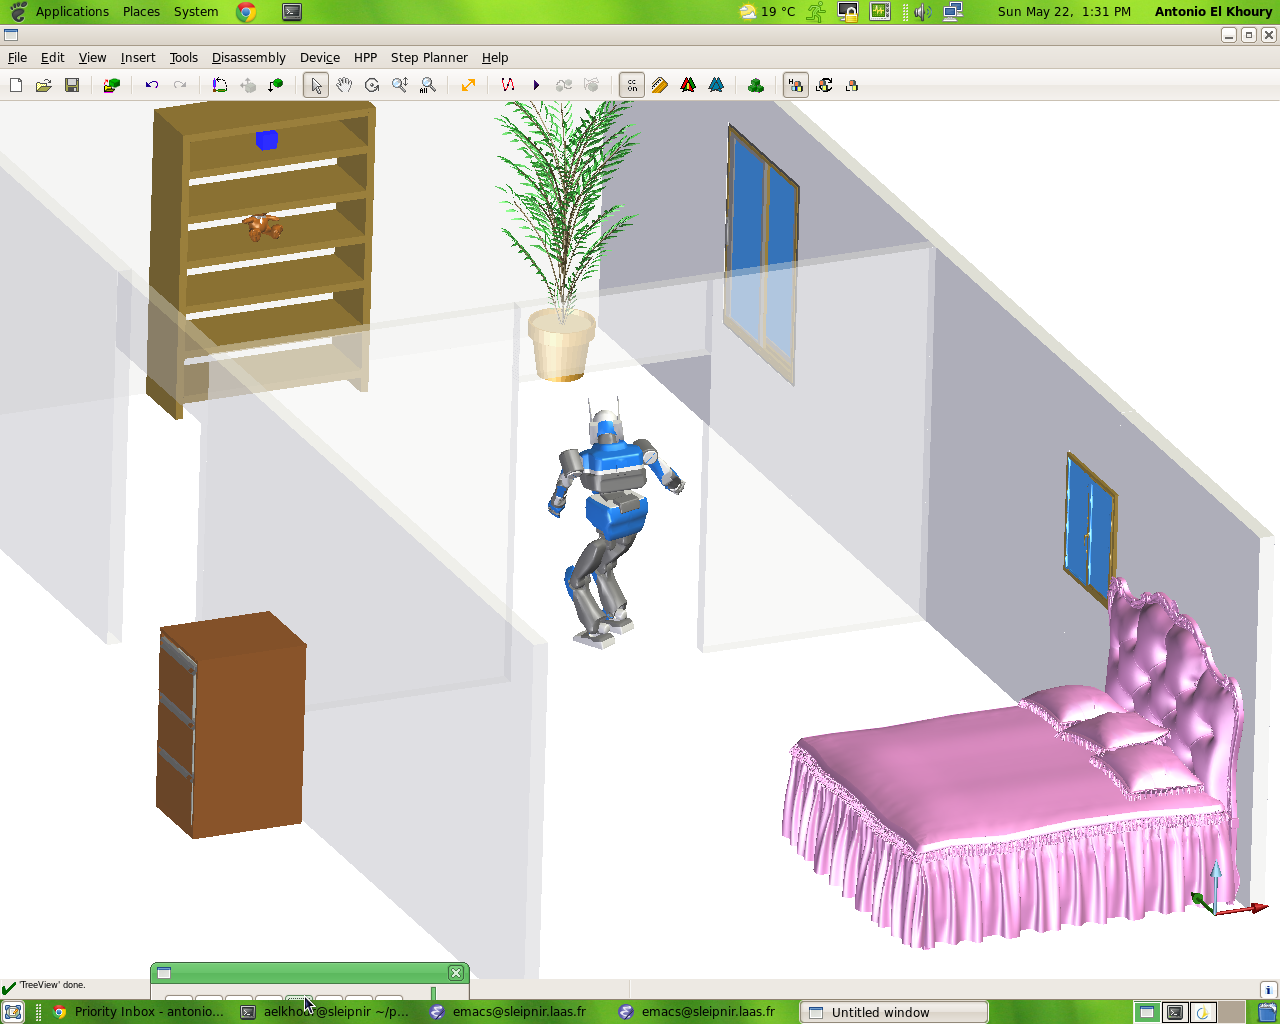 Applications Places System 19 °C Sun May 22, 1:31 PM Antonio El Khoury
File Edit View Insert Tools Disassembly Device HPP Step Planner Help
'TreeView' done.
Priority Inbox - antonio... aelkhou @sleipnir ~/p... emacs@sleipnir.laas.fr emacs@sleipnir.laas.fr Untitled window